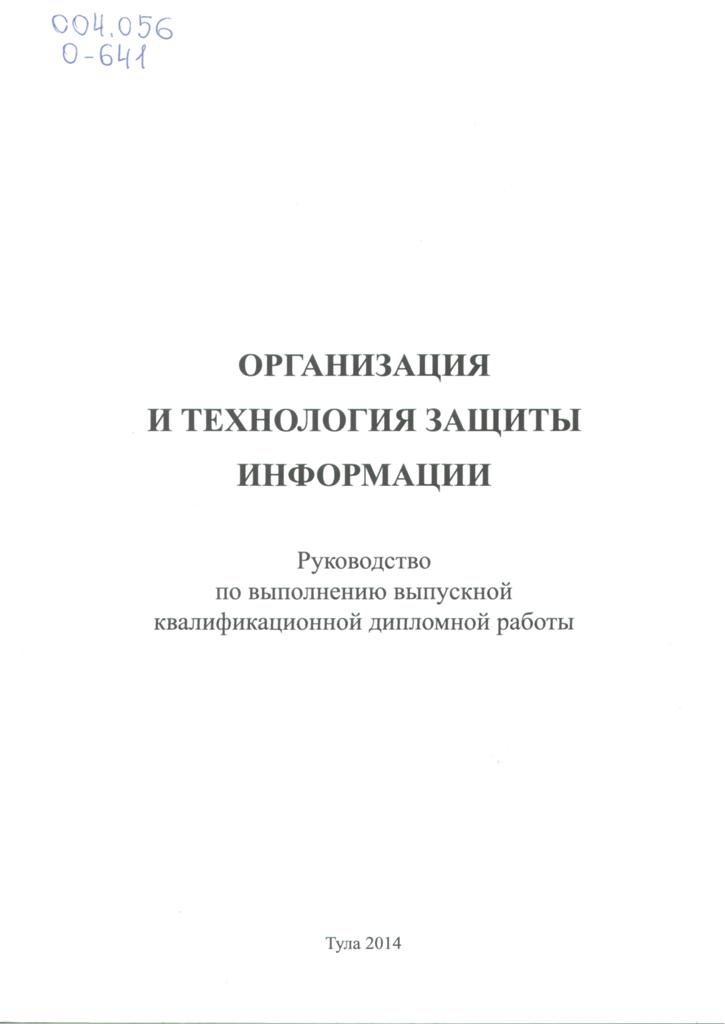 004.056
О-641
ОРГАНИЗАЦИЯ
И ТЕХНОЛОГИЯ ЗАЩИТЫ
ИНФОРМАЦИИ
Руководство
по выполнению выпускной
квалификационной дипломной работы
Тула 2014